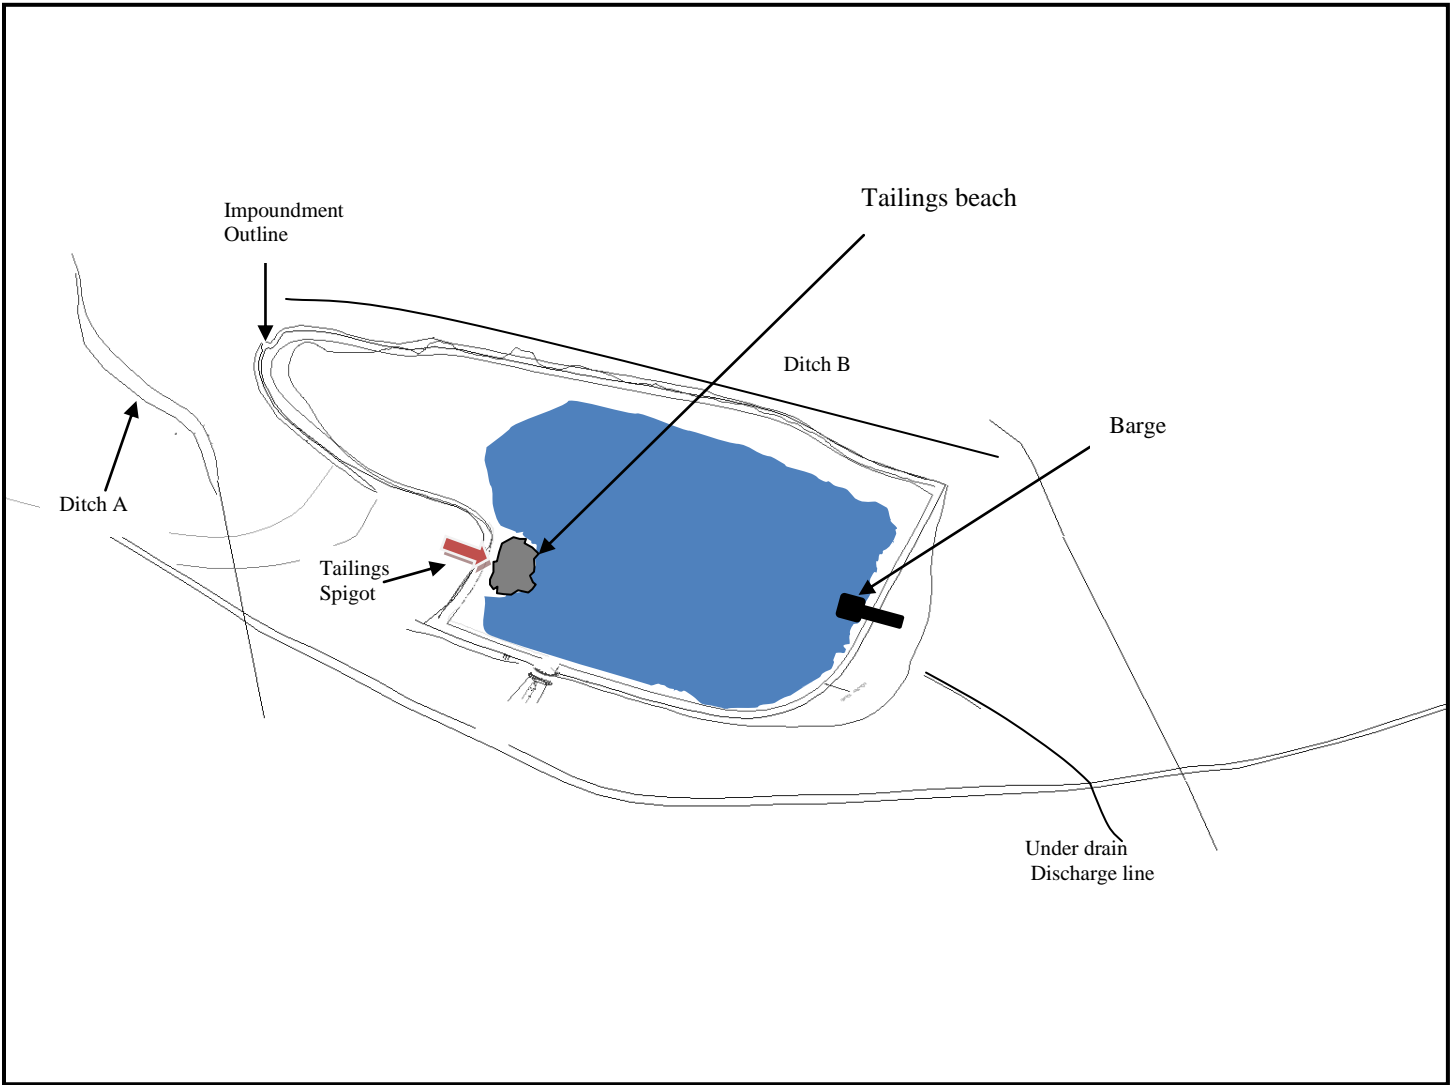 Tailings beach
Impoundment
Outline
Ditch B
Barge
Ditch A
Tailings
Spigot
Under drain
Discharge line